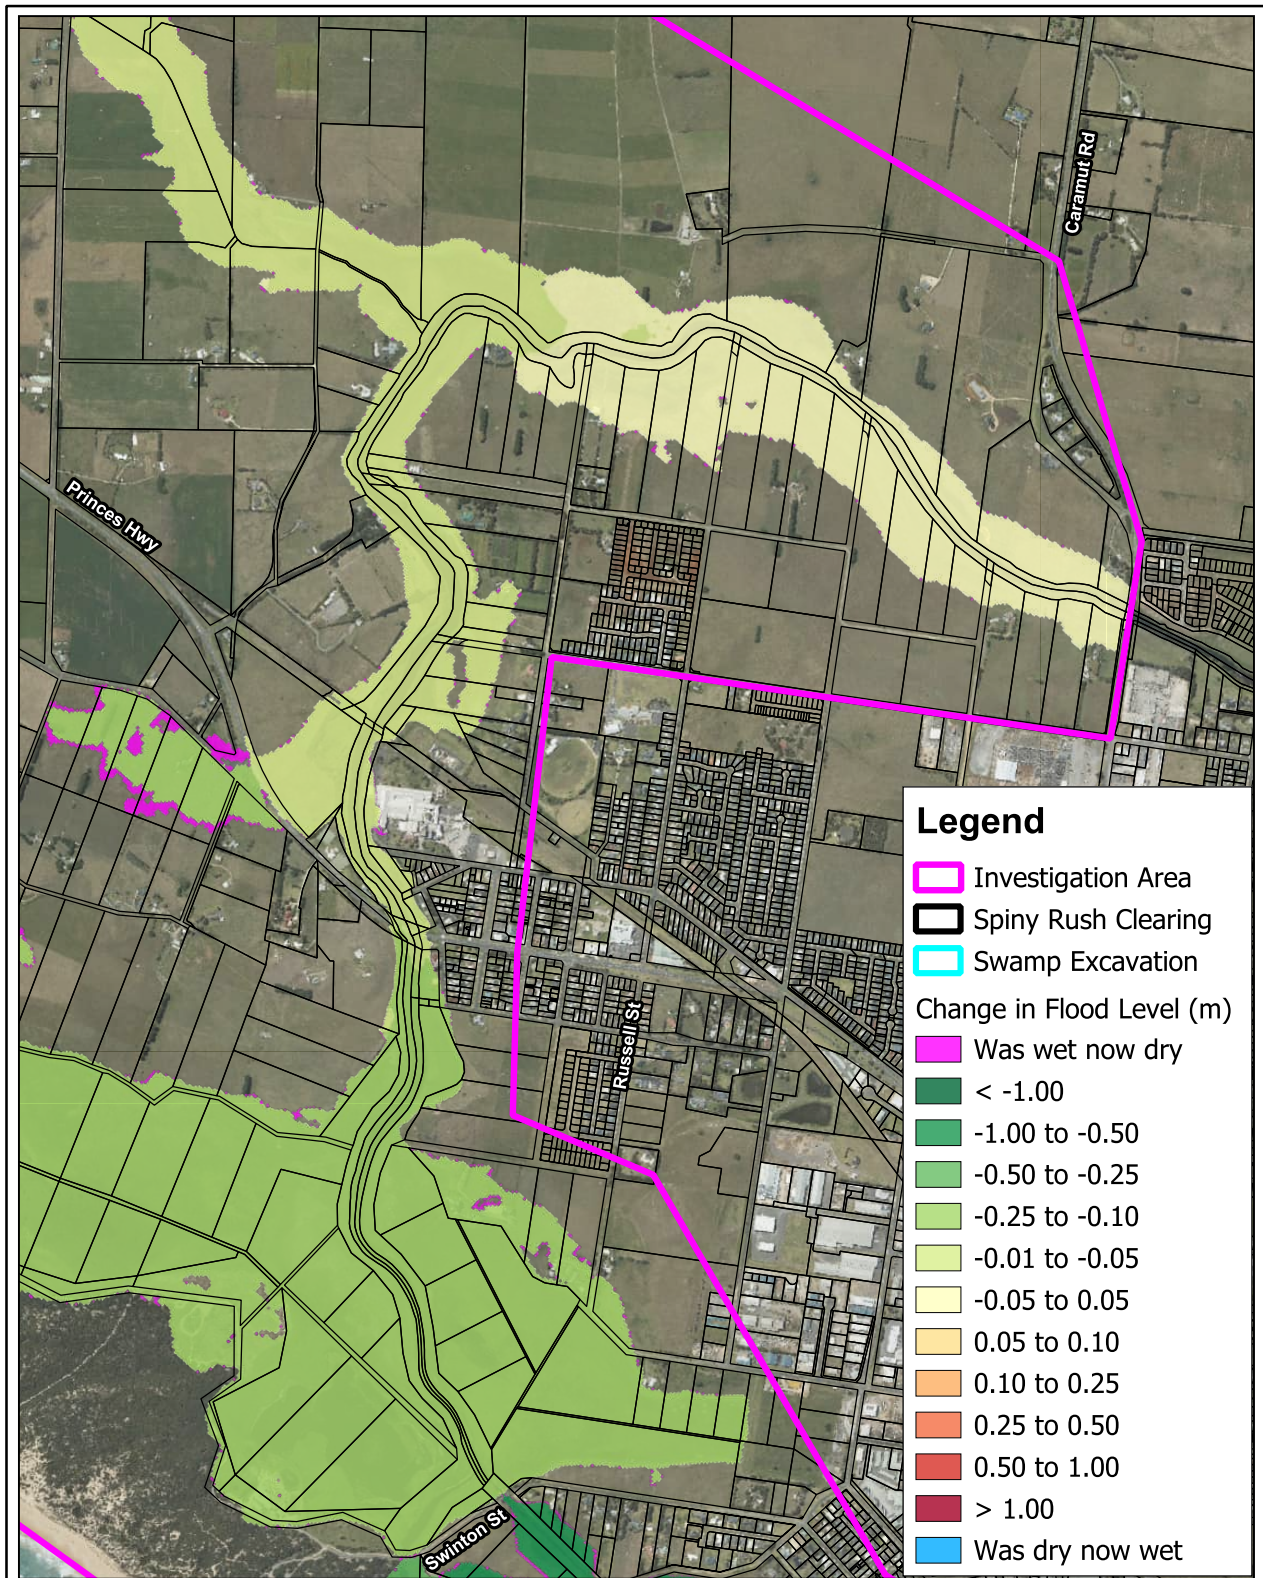 Caramut Rd
Princes Hwy
Russell St
Swinton St
Legend
Investigation Area
Spiny Rush Clearing
Swamp Excavation
Change in Flood Level (m)
Was wet now dry
< -1.00
-1.00 to -0.50
-0.50 to -0.25
-0.25 to -0.10
-0.01 to -0.05
-0.05 to 0.05
0.05 to 0.10
0.10 to 0.25
0.25 to 0.50
0.50 to 1.00
> 1.00
Was dry now wet